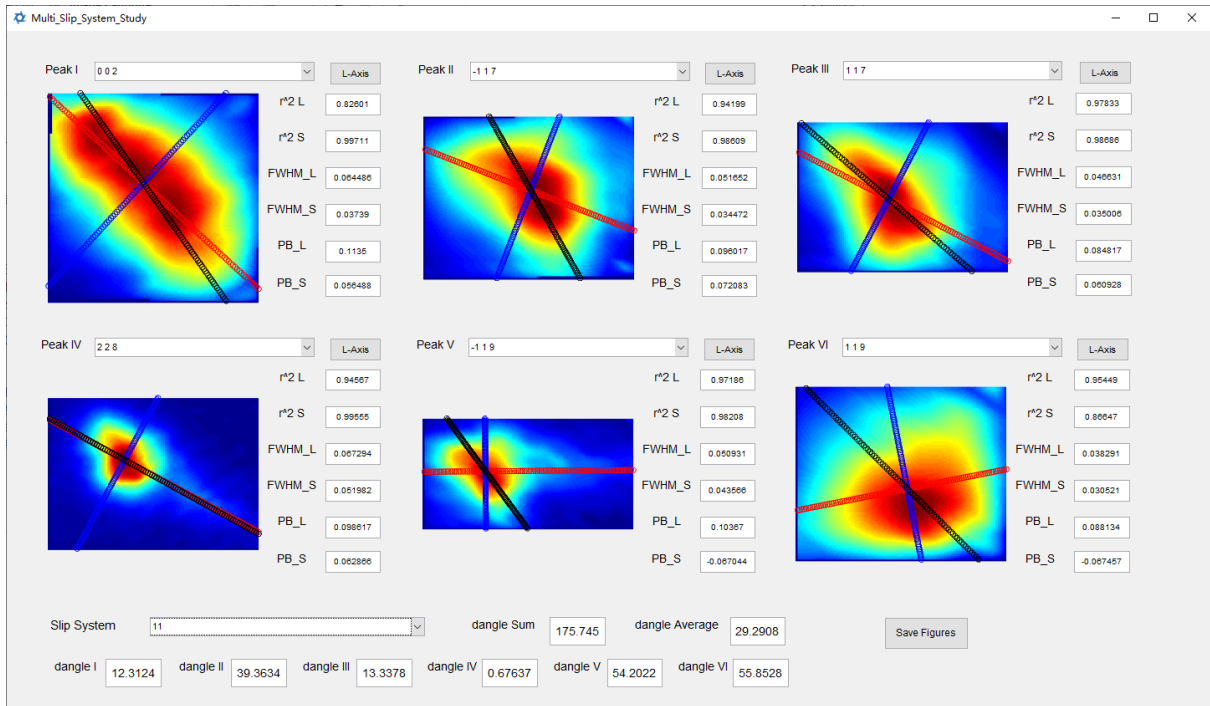 Multi_Slip_System_Study
Peak I 0 0 2 L-Axis
r^2 L 0.82601
r^2 S 0.99711
FWHM_L 0.064486
FWHM_S 0.03739
PB_L 0.1135
PB_S 0.056488
Peak II -1 1 7 L-Axis
r^2 L 0.94199
r^2 S 0.98609
FWHM_L 0.051652
FWHM_S 0.034472
PB_L 0.096017
PB_S 0.072083
Peak III 1 1 7 L-Axis
r^2 L 0.97833
r^2 S 0.98686
FWHM_L 0.046631
FWHM_S 0.035006
PB_L 0.084817
PB_S 0.060928
Peak IV 2 2 8 L-Axis
r^2 L 0.94567
r^2 S 0.99555
FWHM_L 0.067294
FWHM_S 0.051982
PB_L 0.098617
PB_S 0.062866
Peak V -1 1 9 L-Axis
r^2 L 0.97186
r^2 S 0.98208
FWHM_L 0.050931
FWHM_S 0.043566
PB_L 0.10367
PB_S -0.067044
Peak VI 1 1 9 L-Axis
r^2 L 0.95449
r^2 S 0.86647
FWHM_L 0.038291
FWHM_S 0.030521
PB_L 0.088134
PB_S -0.067457
Slip System 11 dangle Sum 175.745 dangle Average 29.2908 Save Figures
dangle I 12.3124 dangle II 39.3634 dangle III 13.3378 dangle IV 0.67637 dangle V 54.2022 dangle VI 55.8528